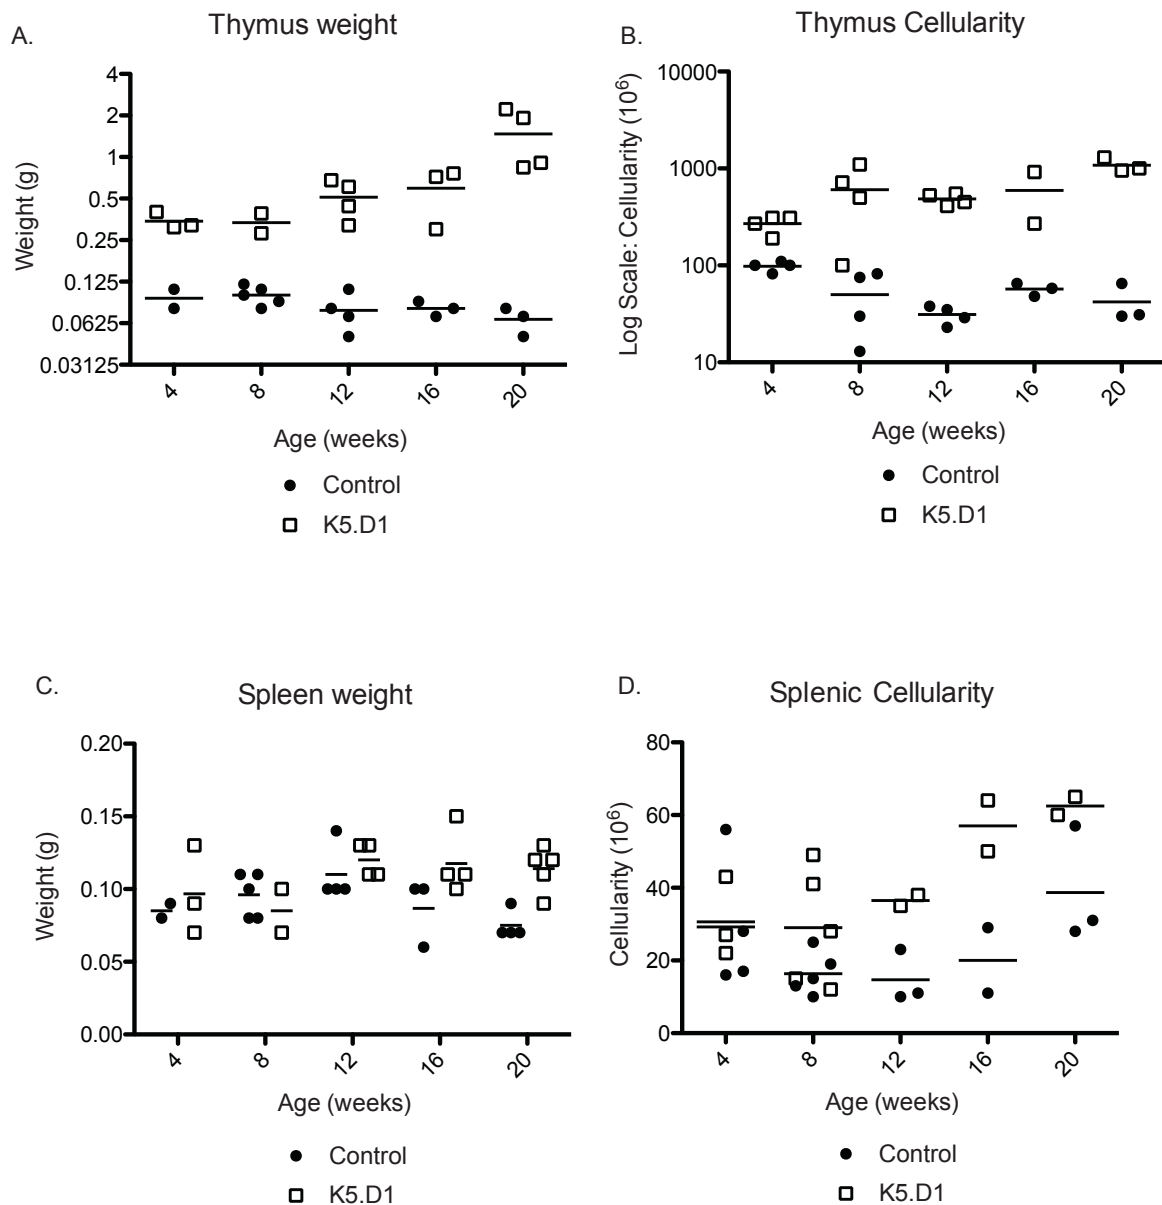 A.
Thymus weight
Weight (g)
4
2
1
0.5
0.25
0.125
0.0625
0.03125
4
8
12
16
20
Age (weeks)
Control
K5.D1
B.
Thymus Cellularity
Log Scale: Cellularity (10⁶)
10000
1000
100
10
4
8
12
16
20
Age (weeks)
Control
K5.D1
C.
Spleen weight
Weight (g)
0.20
0.15
0.10
0.05
0.00
4
8
12
16
20
Age (weeks)
Control
K5.D1
D.
Splenic Cellularity
Cellularity (10⁶)
80
60
40
20
0
4
8
12
16
20
Age (weeks)
Control
K5.D1